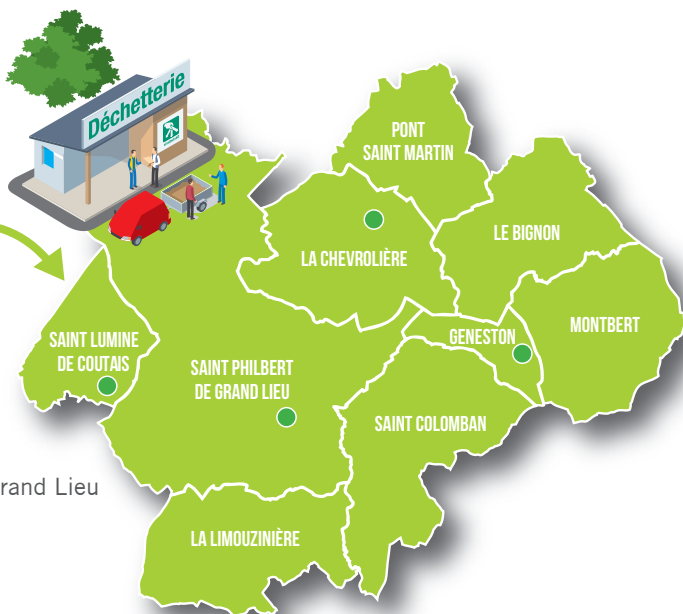 Déchetterie
PONT
SAINT MARTIN
LE BIGNON
LA CHEVROLIÈRE
MONTBERT
GENESTON
SAINT LUMINE
DE COUTAIS
SAINT PHILBERT
DE GRAND LIEU
SAINT COLOMBAN
rand Lieu
LA LIMOUZINIÈRE